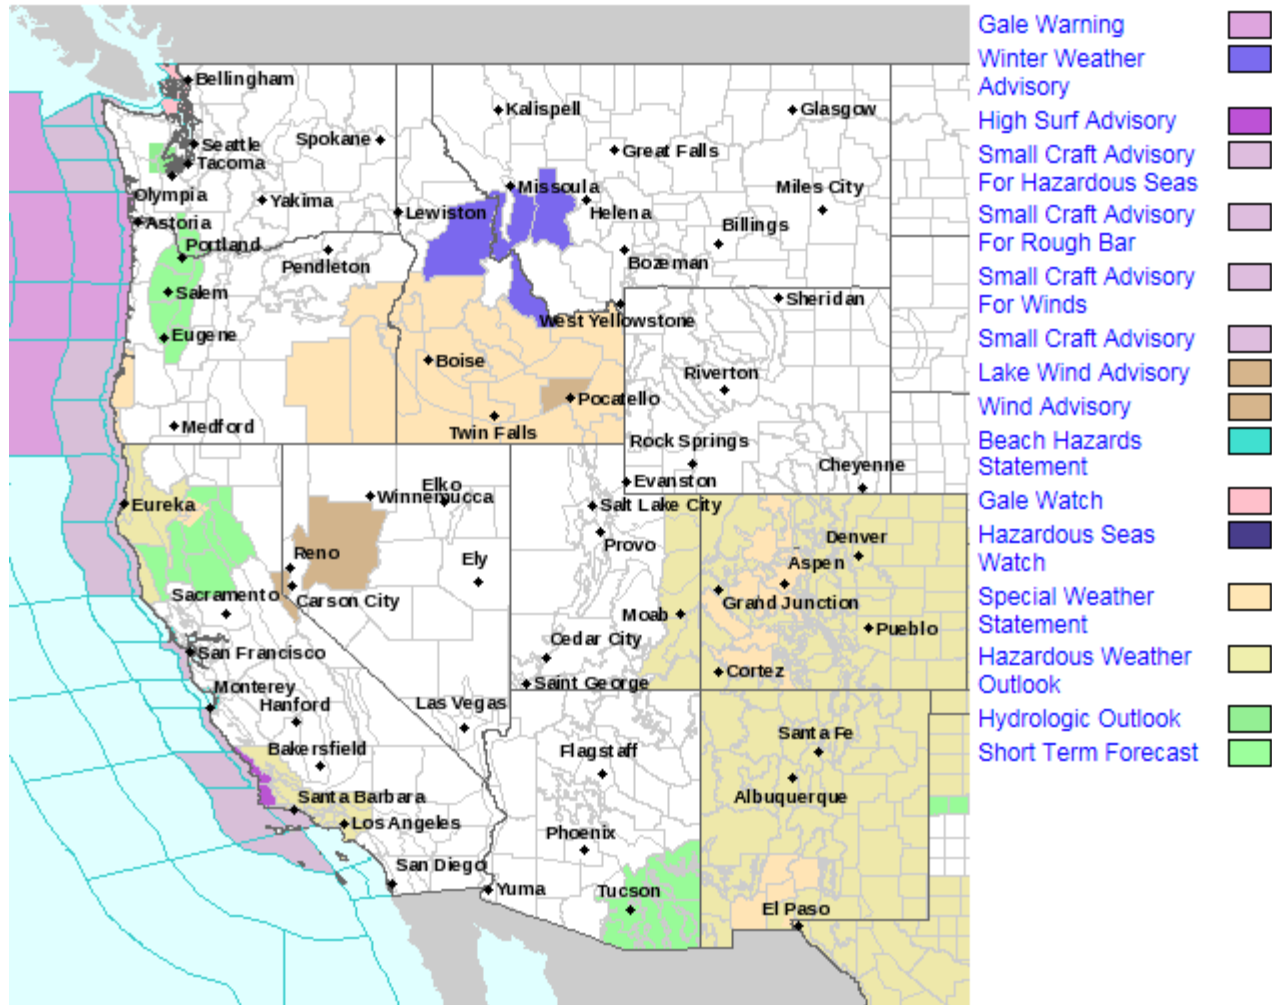 Bellingham
Kalispell
Glasgow
Spokane
Seattle
Great Falls
Tacoma
Olympia
Missoula
Miles City
Yakima
Lewiston
Helena
Astoria
Billings
Portland
Pendleton
Bozeman
Salem
Sheridan
West Yellowstone
Eugene
Boise
Riverton
Pocatello
Medford
Twin Falls
Rock Springs
Cheyenne
Elko
Evanston
Winnemucca
Eureka
Salt Lake City
Provo
Denver
Reno
Ely
Aspen
Sacramento
Carson City
Grand Junction
Moab
Pueblo
Cedar City
San Francisco
Cortez
Saint George
Monterey
Hanford
Las Vegas
Santa Fe
Bakersfield
Flagstaff
Santa Barbara
Albuquerque
Los Angeles
Phoenix
San Diego
Yuma
Tucson
El Paso
Gale Warning
Winter Weather
Advisory
High Surf Advisory
Small Craft Advisory
For Hazardous Seas
Small Craft Advisory
For Rough Bar
Small Craft Advisory
For Winds
Small Craft Advisory
Lake Wind Advisory
Wind Advisory
Beach Hazards
Statement
Gale Watch
Hazardous Seas
Watch
Special Weather
Statement
Hazardous Weather
Outlook
Hydrologic Outlook
Short Term Forecast